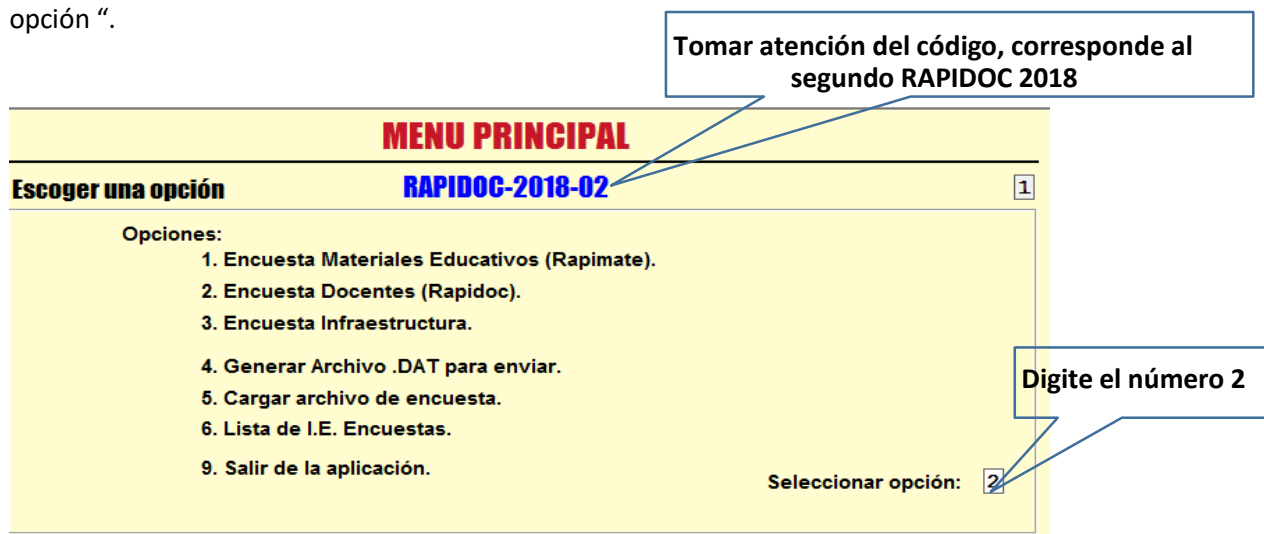 opción “.
Tomar atención del código, corresponde al
segundo RAPIDOC 2018
MENU PRINCIPAL
Escoger una opción RAPIDOC-2018-02 1
Opciones:
1. Encuesta Materiales Educativos (Rapimate).
2. Encuesta Docentes (Rapidoc).
3. Encuesta Infraestructura.
4. Generar Archivo .DAT para enviar.
Digite el número 2
5. Cargar archivo de encuesta.
6. Lista de I.E. Encuestas.
9. Salir de la aplicación.
Seleccionar opción: 2